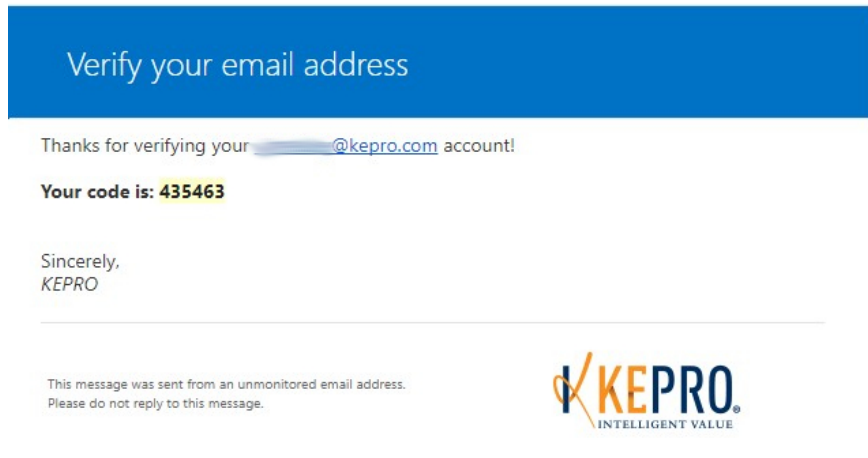 Verify your email address
Thanks for verifying your @kepro.com account!
Your code is: 435463
Sincerely,
KEPRO
This message was sent from an unmonitored email address.
Please do not reply to this message.
KEPRO®
INTELLIGENT VALUE